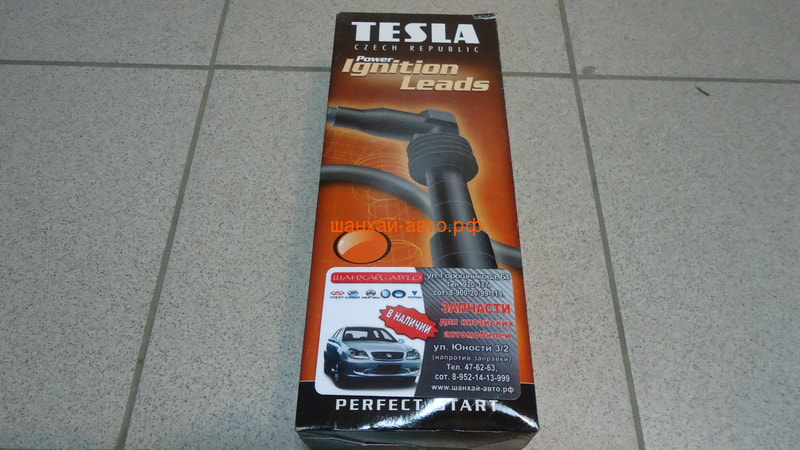 TESLA
CZECH REPUBLIC
Power
Ignition
Leads
шанхай-авто.рф
ШАНХАЙ-АВТО
CHERY
В НАЛИЧИИ
ЗАПЧАСТИ
для китайских
автомобилей
ул. Юности 3/2
(напротив заправки)
Тел. 47-62-63,
сот. 8-952-14-13-999
www.шанхай-авто.рф
PERFECT START